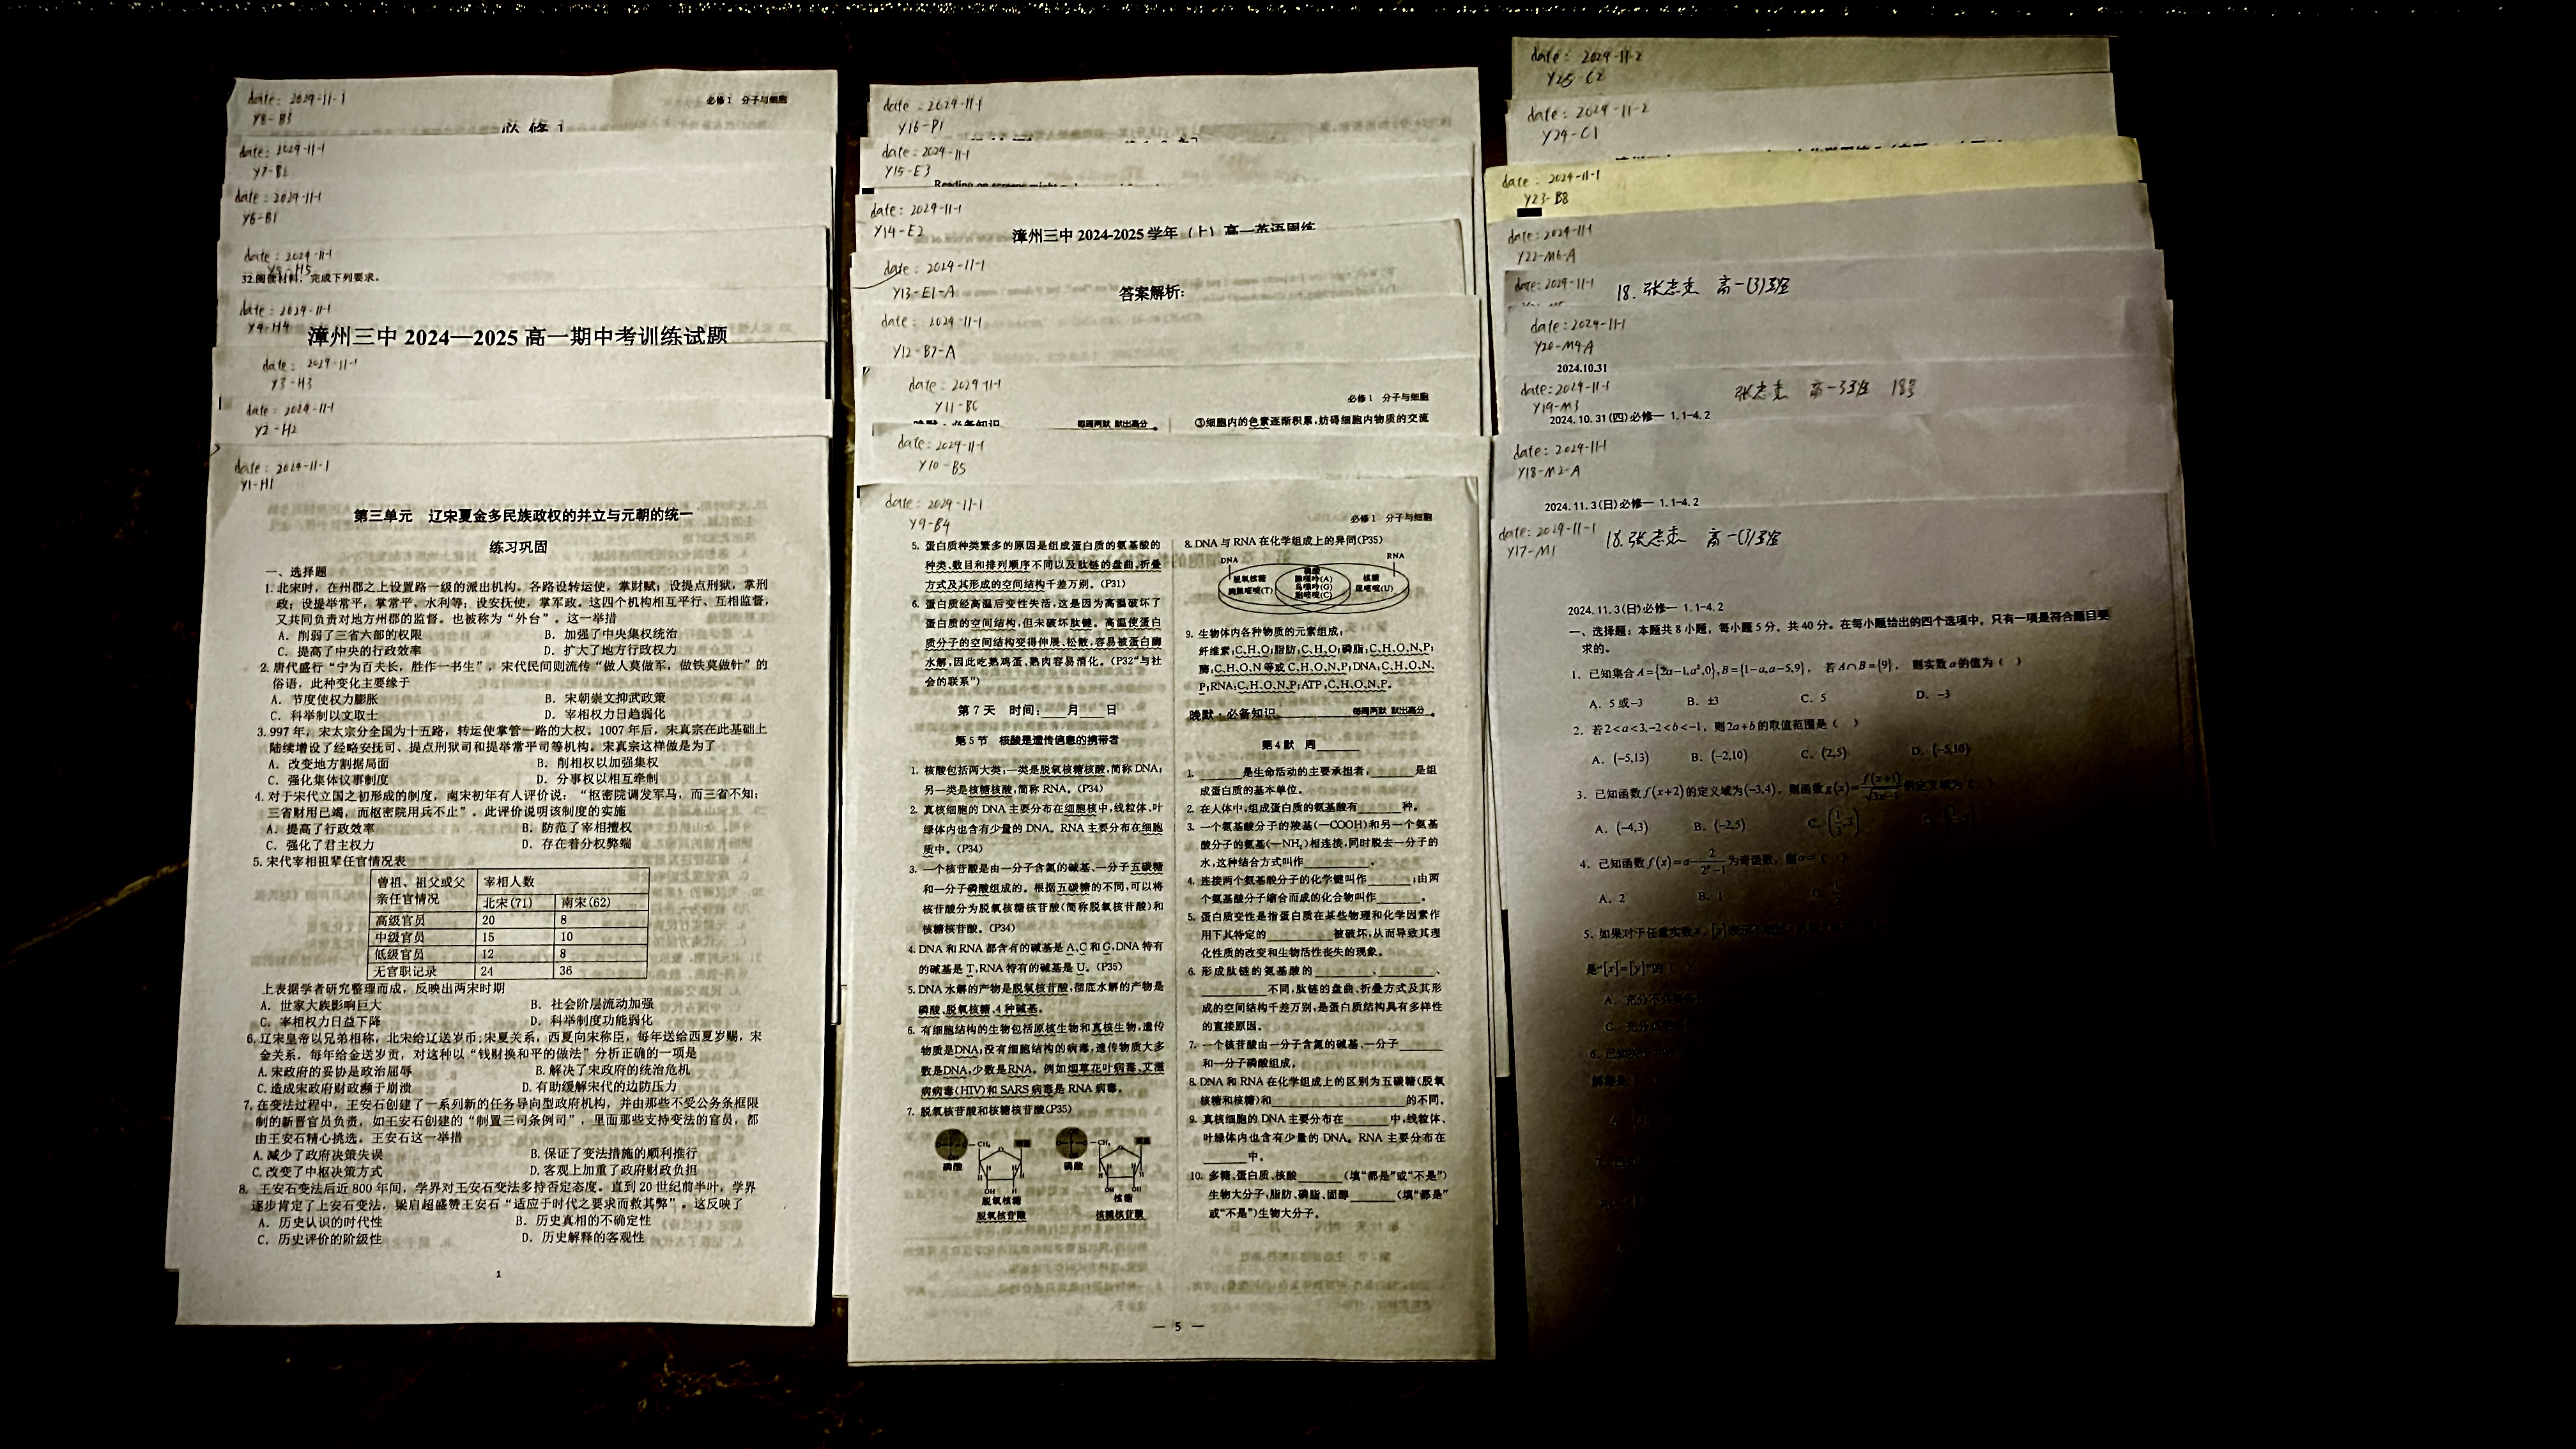 date: 2024-11-1
Y8-B3
必修1 分子与细胞
必修1
date: 2024-11-1
Y7-B2
date: 2024-11-1
Y6-B1
date: 2024-11-1
Y5-H5
32.阅读材料，完成下列要求。
date: 2024-11-1
Y4-H4
漳州三中 2024—2025 高一期中考训练试题
date: 2024-11-1
Y3-H3
date: 2024-11-1
Y2-H2
date: 2024-11-1
Y1-H1
第三单元 辽宋夏金多民族政权的并立与元朝的统一
练习巩固
一、选择题
1. 北宋时，在州郡之上设置路一级的派出机构。各路设转运使，掌财赋；设提点刑狱，掌刑
政；设提举常平，掌常平、水利等；设安抚使，掌军政。这四个机构相互平行、互相监督，
又共同负责对地方州郡的监督。也被称为“外台”。这一举措
A. 削弱了三省六部的权限 B. 加强了中央集权统治
C. 提高了中央的行政效率 D. 扩大了地方行政权力
2. 唐代盛行“宁为百夫长，胜作一书生”，宋代民间则流传“做人莫做军，做铁莫做针”的
俗语，此种变化主要缘于
A. 节度使权力膨胀 B. 宋朝崇文抑武政策
C. 科举制以文取士 D. 宰相权力日趋弱化
3. 997年，宋太宗分全国为十五路，转运使掌管一路的大权。1007年后，宋真宗在此基础上
陆续增设了经略安抚司、提点刑狱司和提举常平司等机构。宋真宗这样做是为了
A. 改变地方割据局面 B. 削相权以加强集权
C. 强化集体议事制度 D. 分事权以相互牵制
4. 对于宋代立国之初形成的制度，南宋初年有人评价说：“枢密院调发军马，而三省不知；
三省财用已竭，而枢密院用兵不止”。此评价说明该制度的实施
A. 提高了行政效率 B. 防范了宰相擅权
C. 强化了君主权力 D. 存在着分权弊端
5. 宋代宰相祖辈任官情况表
曾祖、祖父或父 宰相人数
亲任官情况 北宋(71) 南宋(62)
高级官员 20 8
中级官员 15 10
低级官员 12 8
无官职记录 24 36
上表据学者研究整理而成，反映出两宋时期
A. 世家大族影响巨大 B. 社会阶层流动加强
C. 宰相权力日益下降 D. 科举制度功能弱化
6. 辽宋皇帝以兄弟相称，北宋给辽送岁币；宋夏关系，西夏向宋称臣，每年送给西夏岁赐，宋
金关系，每年给金送岁贡，对这种以“钱财换和平的做法”分析正确的一项是
A. 宋政府的妥协是政治屈辱 B. 解决了宋政府的统治危机
C. 造成宋政府财政濒于崩溃 D. 有助缓解宋代的边防压力
7. 在变法过程中，王安石创建了一系列新的任务导向型政府机构，并由那些不受公务条框限
制的新晋官员负责，如王安石创建的“制置三司条例司”，里面那些支持变法的官员，都
由王安石精心挑选。王安石这一举措
A. 减少了政府决策失误 B. 保证了变法措施的顺利推行
C. 改变了中枢决策方式 D. 客观上加重了政府财政负担
8. 王安石变法后近800年间，学界对王安石变法多持否定态度。直到20世纪前半叶，学界
逐步肯定了王安石变法，梁启超盛赞王安石“适应于时代之要求而救其弊”。这反映了
A. 历史认识的时代性 B. 历史真相的不确定性
C. 历史评价的阶级性 D. 历史解释的客观性
1
date: 2024-11-1
Y16-P1
date: 2024-11-1
Y15-E3
Reading on screens might
date: 2024-11-1
Y14-E2
漳州三中 2024-2025 学年（上）高一英语周练
date: 2024-11-1
Y13-E1-A
答案解析:
date: 2024-11-1
Y12-B7-A
date: 2024-11-1
Y11-B6
必修1 分子与细胞
晚默·必备知识 每周两默 默出高分
③细胞内的色素逐渐积累,妨碍细胞内物质的交流
date: 2024-11-1
Y10-B5
date: 2024-11-1
Y9-B4
必修1 分子与细胞
5. 蛋白质种类繁多的原因是组成蛋白质的氨基酸的
种类、数目和排列顺序不同以及肽链的盘曲、折叠
方式及其形成的空间结构千差万别。(P31)
6. 蛋白质经高温后变性失活,这是因为高温破坏了
蛋白质的空间结构,但未破坏肽键。高温使蛋白
质分子的空间结构变得伸展、松散,容易被蛋白酶
水解,因此吃熟鸡蛋、熟肉容易消化。(P32“与社
会的联系”)
第7天 时间:____月____日
第5节 核酸是遗传信息的携带者
1. 核酸包括两大类:一类是脱氧核糖核酸,简称DNA;
另一类是核糖核酸,简称RNA。(P34)
2. 真核细胞的DNA主要分布在细胞核中,线粒体、叶
绿体内也含有少量的DNA。RNA主要分布在细胞
质中。(P34)
3. 一个核苷酸是由一分子含氮的碱基、一分子五碳糖
和一分子磷酸组成的。根据五碳糖的不同,可以将
核苷酸分为脱氧核糖核苷酸(简称脱氧核苷酸)和
核糖核苷酸。(P34)
4. DNA和RNA都含有的碱基是A、C和G,DNA特有
的碱基是T,RNA特有的碱基是U。(P35)
5. DNA水解的产物是脱氧核苷酸,彻底水解的产物是
磷酸、脱氧核糖、4种碱基。
6. 有细胞结构的生物包括原核生物和真核生物,遗传
物质是DNA;没有细胞结构的病毒,遗传物质大多
数是DNA,少数是RNA。例如烟草花叶病毒、艾滋
病病毒(HIV)和SARS病毒是RNA病毒。
7. 脱氧核苷酸和核糖核苷酸(P35)
磷酸 CH₂ 脱氧核糖 脱氧核苷酸
磷酸 CH₂ 核糖 核糖核苷酸
8. DNA与RNA在化学组成上的异同(P35)
DNA RNA
脱氧核糖 胸腺嘧啶(T)
磷酸 腺嘌呤(A) 鸟嘌呤(G) 胞嘧啶(C)
核糖 尿嘧啶(U)
9. 生物体内各种物质的元素组成:
纤维素:C、H、O;脂肪:C、H、O;磷脂:C、H、O、N、P;
酶:C、H、O、N等或C、H、O、N、P;DNA:C、H、O、N、
P;RNA:C、H、O、N、P;ATP:C、H、O、N、P。
晚默·必备知识 每周两默 默出高分
第4默 周______
1. ______是生命活动的主要承担者,______是组
成蛋白质的基本单位。
2. 在人体中,组成蛋白质的氨基酸有______种。
3. 一个氨基酸分子的羧基(—COOH)和另一个氨基
酸分子的氨基(—NH₂)相连接,同时脱去一分子的
水,这种结合方式叫作______。
4. 连接两个氨基酸分子的化学键叫作______;由两
个氨基酸分子缩合而成的化合物叫作______。
5. 蛋白质变性是指蛋白质在某些物理和化学因素作
用下其特定的______被破坏,从而导致其理
化性质的改变和生物活性丧失的现象。
6. 形成肽链的氨基酸的______、______、
______不同,肽链的盘曲、折叠方式及其形
成的空间结构千差万别,是蛋白质结构具有多样性
的直接原因。
7. 一个核苷酸由一分子含氮的碱基、一分子______
和一分子磷酸组成。
8. DNA和RNA在化学组成上的区别为五碳糖(脱氧
核糖和核糖)和______的不同。
9. 真核细胞的DNA主要分布在______中,线粒体、
叶绿体内也含有少量的DNA。RNA主要分布在
______中。
10. 多糖、蛋白质、核酸______(填“都是”或“不是”)
生物大分子,脂肪、磷脂、固醇______(填“都是”
或“不是”)生物大分子。
— 5 —
date: 2024-11-2
Y25-C2
date: 2024-11-2
Y24-C1
date: 2024-11-1
Y23-B8
date: 2024-11-1
Y22-M6-A
date: 2024-11-1
18. 张志杰 高一(3)班
date: 2024-11-1
Y20-M4-A
2024.10.31
date: 2024-11-1
Y19-M3
张志杰 高一3班 18号
2024.10.31(四)必修一 1.1-4.2
date: 2024-11-1
Y18-M2-A
2024.11.3(日)必修一 1.1-4.2
date: 2024-11-1
Y17-M1
18. 张志杰 高一(3)班
2024.11.3(日)必修一 1.1-4.2
一、选择题：本题共8小题，每小题5分，共40分。在每小题给出的四个选项中，只有一项是符合题目要
求的。
1. 已知集合A={2a−1,a²,0},B={1−a,a−5,9}，若A∩B={9}，则实数a的值为（ ）
A. 5或−3 B. ±3 C. 5 D. −3
2. 若2<a<3,−2<b<−1，则2a+b的取值范围是（ ）
A. (−5,13) B. (−2,10) C. (2,5) D. (−5,10)
3. 已知函数f(x+2)的定义域为(−3,4)，则函数g(x)=f(x+1)/√(3x−1)的定义域为
A. (−4,3) B. (−2,5) C.
4. 已知函数f(x)=a−2/(2ˣ−1)为奇函数，则a=
A. 2 B. 1
5. 如果对于任意实数x，[x]表示不
是“[x]=[y]”的
A. 充分不
C. 充分
6. 已知